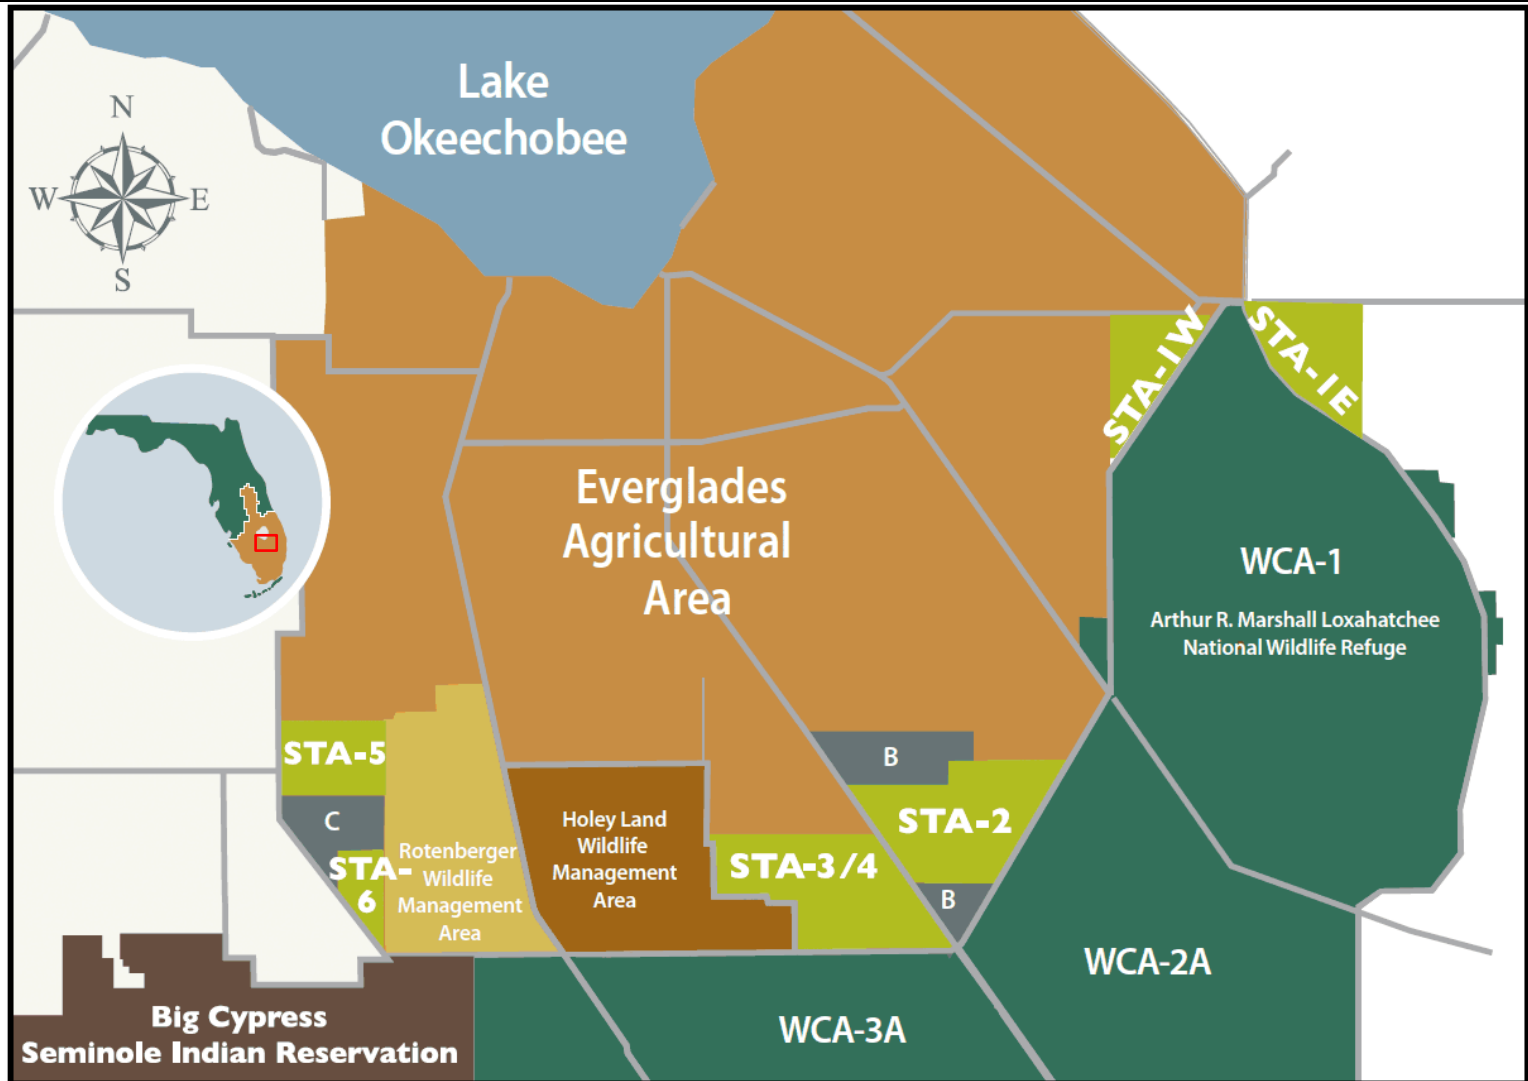 Lake
Okeechobee
N
W
E
S
STA-1W
STA-1E
Everglades
Agricultural
Area
WCA-1
Arthur R. Marshall Loxahatchee
National Wildlife Refuge
STA-5
B
C
Holey Land
Wildlife
Management
Area
STA-2
STA-
6
Rotenberger
Wildlife
Management
Area
STA-3/4
B
WCA-2A
Big Cypress
Seminole Indian Reservation
WCA-3A